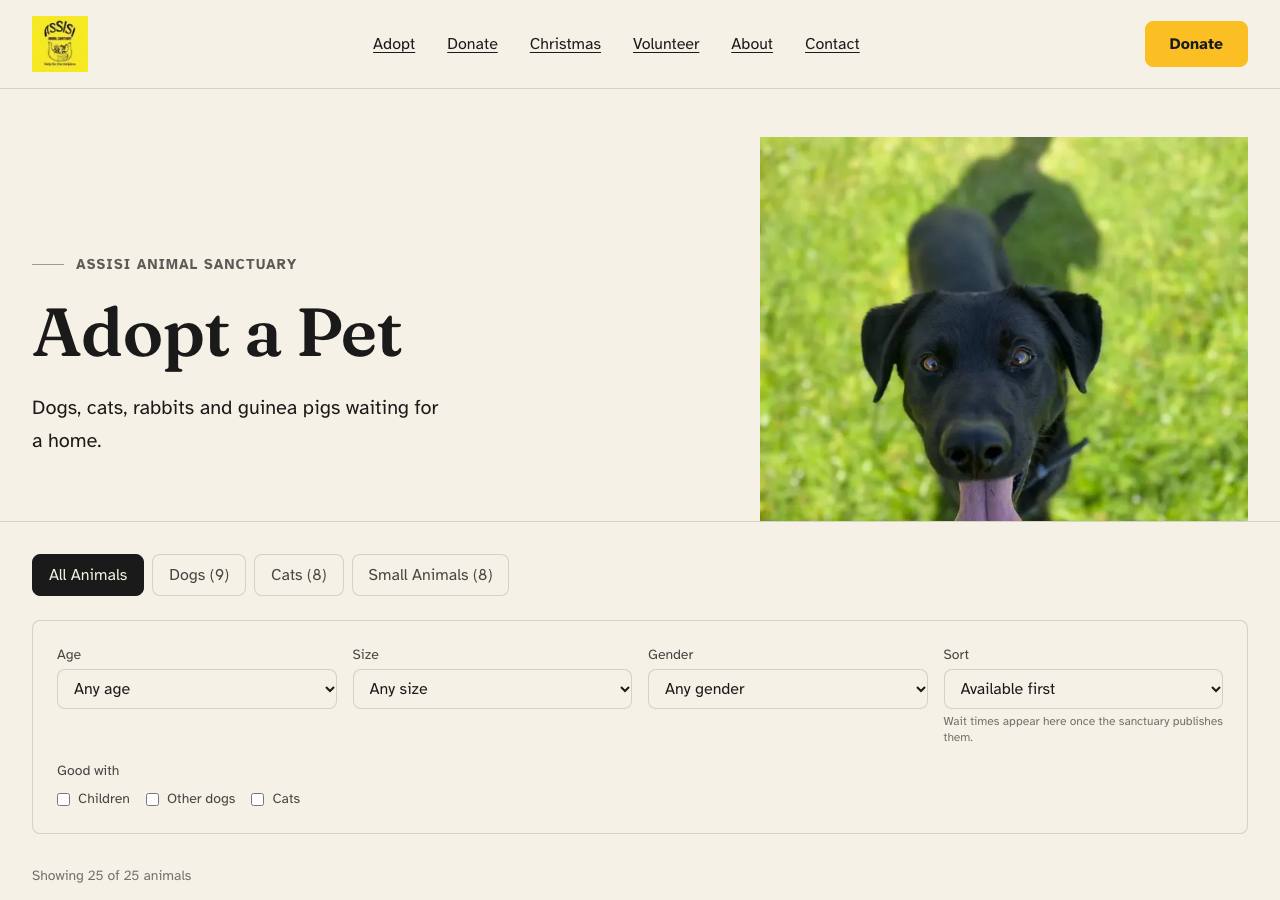 ASSISI
Adopt
Donate
Christmas
Volunteer
About
Contact
Donate
ASSISI ANIMAL SANCTUARY
Adopt a Pet
Dogs, cats, rabbits and guinea pigs waiting for
a home.
All Animals
Dogs (9)
Cats (8)
Small Animals (8)
Age
Size
Gender
Sort
Any age
Any size
Any gender
Available first
Wait times appear here once the sanctuary publishes
them.
Good with
Children
Other dogs
Cats
Showing 25 of 25 animals